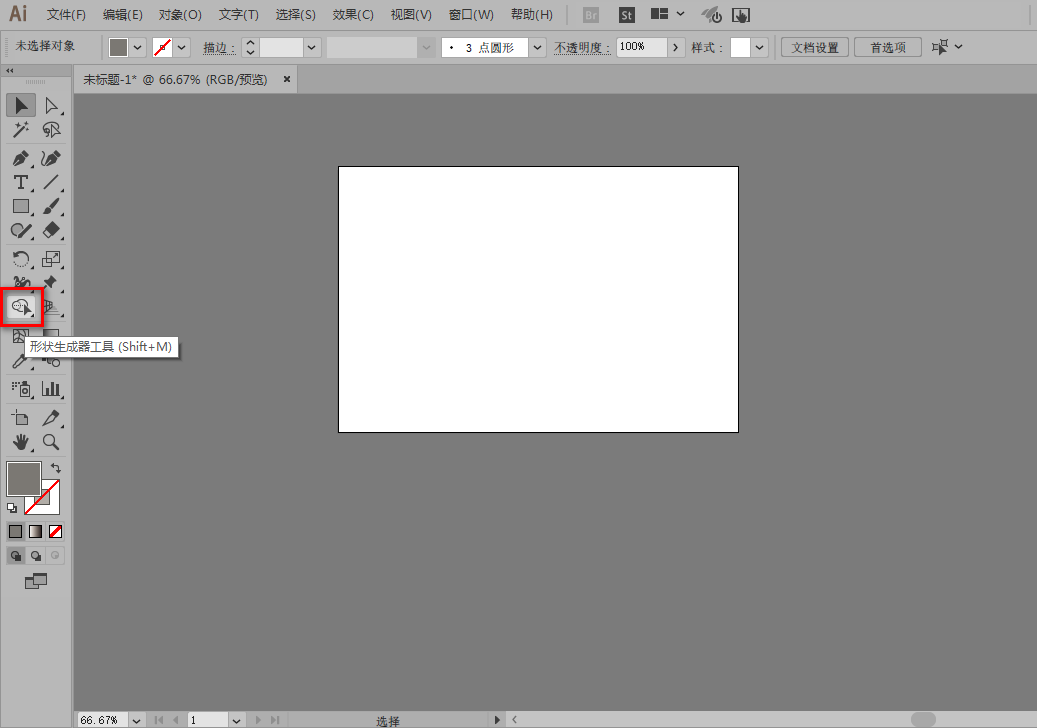 Ai 文件(F) 编辑(E) 对象(O) 文字(T) 选择(S) 效果(C) 视图(V) 窗口(W) 帮助(H) Br St
未选择对象 描边: 3 点圆形 不透明度: 100% 样式: 文档设置 首选项
未标题-1* @ 66.67% (RGB/预览) ×
形状生成器工具 (Shift+M)
66.67% 1 选择